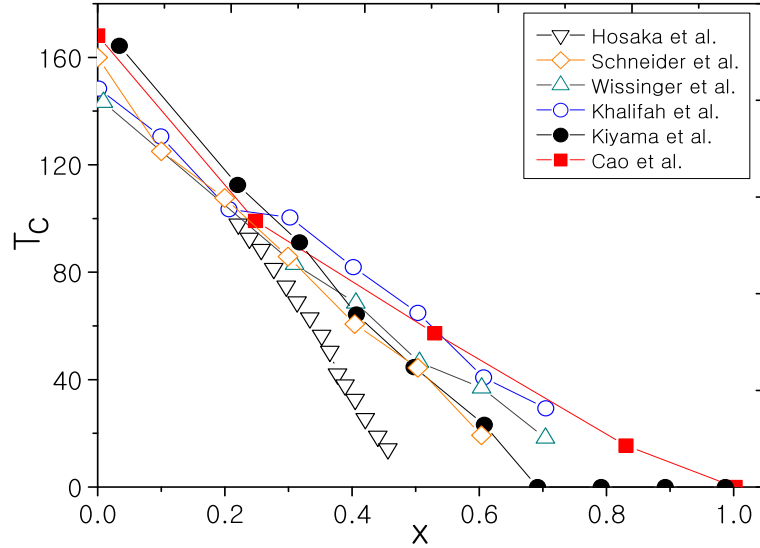 Hosaka et al.
Schneider et al.
Wissinger et al.
Khalifah et al.
Kiyama et al.
Cao et al.
160
120
80
40
0
T_C
0.0 0.2 0.4 0.6 0.8 1.0
x